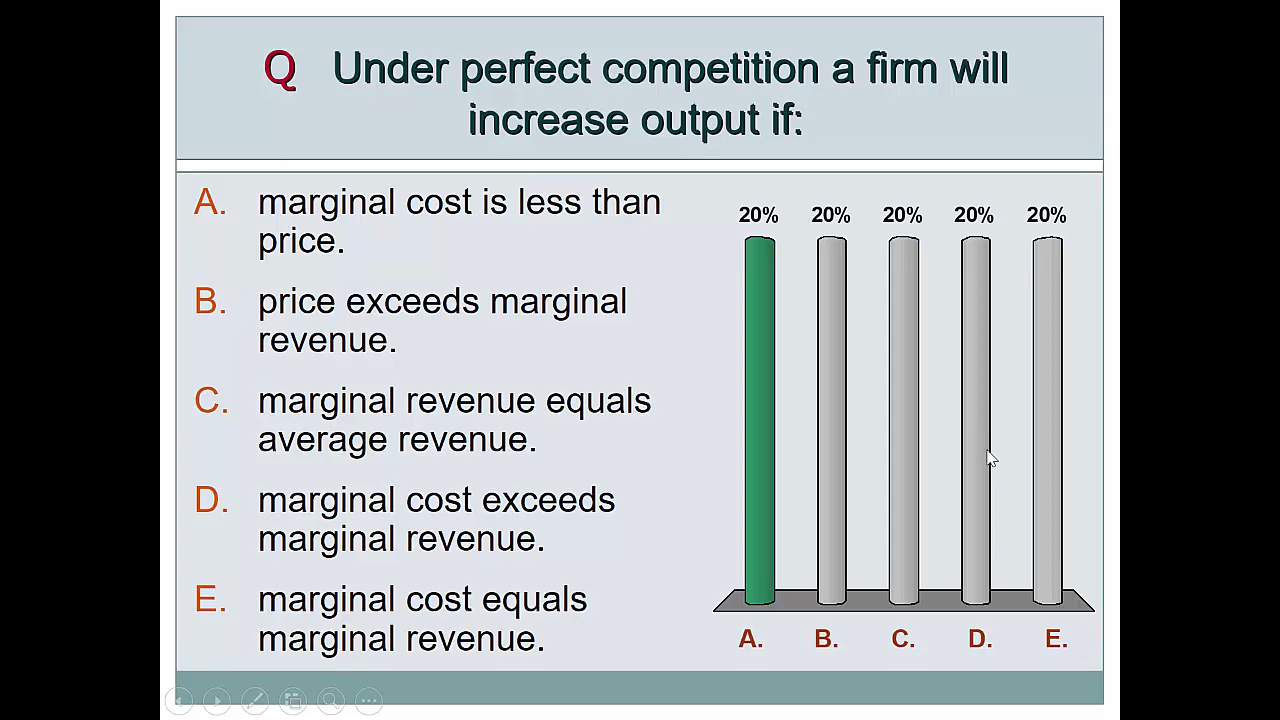 Q Under perfect competition a firm will
increase output if:
A. marginal cost is less than
price.
B. price exceeds marginal
revenue.
C. marginal revenue equals
average revenue.
D. marginal cost exceeds
marginal revenue.
E. marginal cost equals
marginal revenue.
20% 20% 20% 20% 20%
A. B. C. D. E.